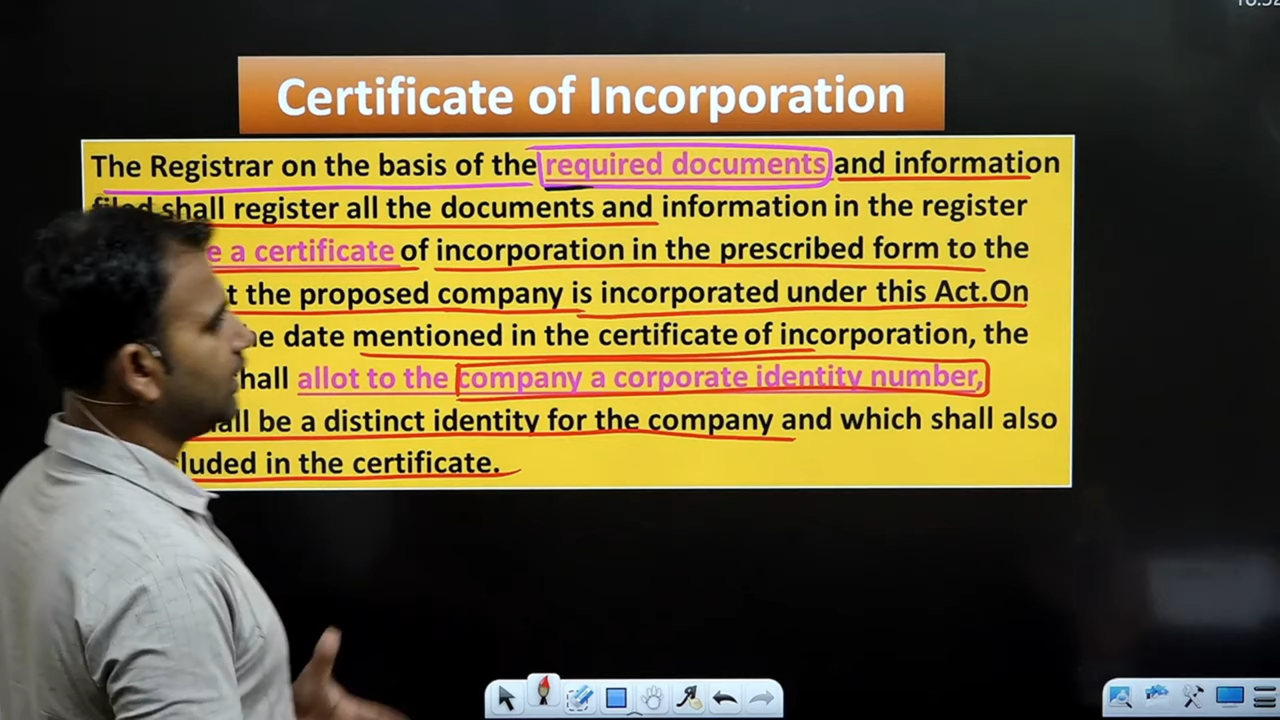 Certificate of Incorporation
The Registrar on the basis of the required documents and information
filed shall register all the documents and information in the register
a certificate of incorporation in the prescribed form to the
the proposed company is incorporated under this Act.On
date mentioned in the certificate of incorporation, the
allot to the company a corporate identity number,
be a distinct identity for the company and which shall also
in the certificate.